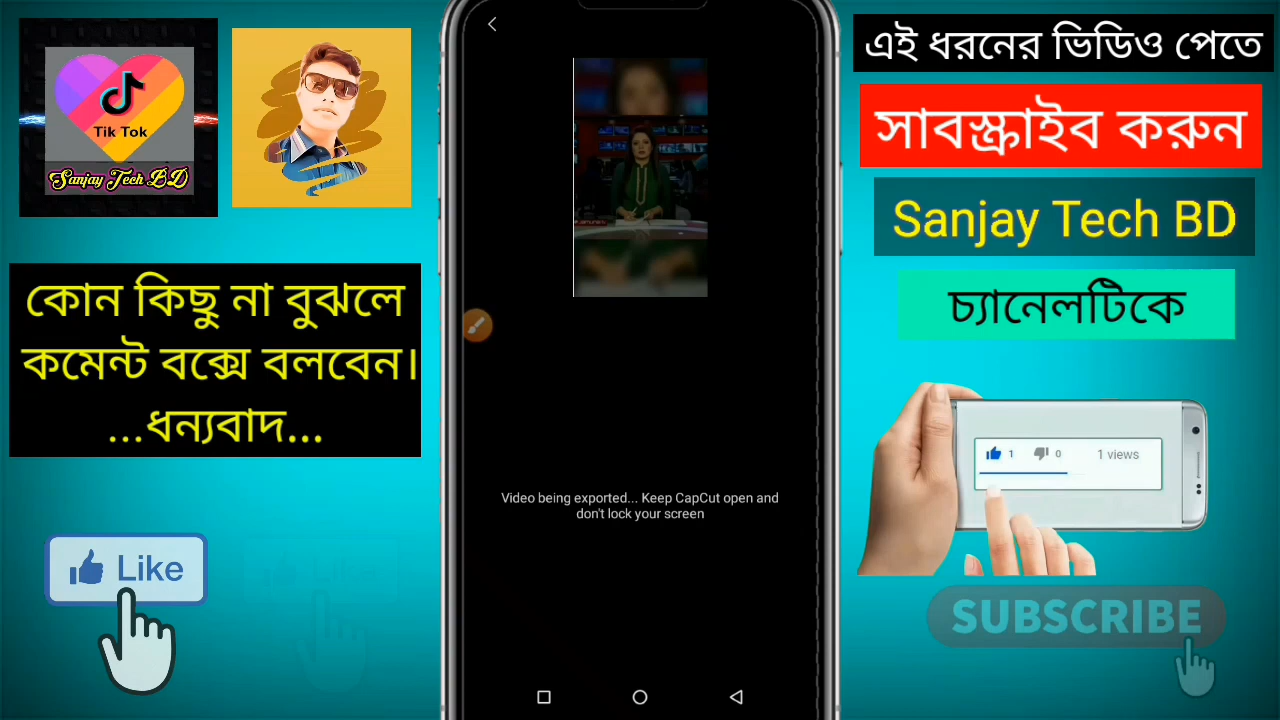 Tik Tok
Sanjay Tech BD
কোন কিছু না বুঝলে
কমেন্ট বক্সে বলবেন।
...ধন্যবাদ...
Like
Video being exported... Keep CapCut open and
don't lock your screen
এই ধরনের ভিডিও পেতে
সাবস্ক্রাইব করুন
Sanjay Tech BD
চ্যানেলটিকে
1 0 1 views
SUBSCRIBE